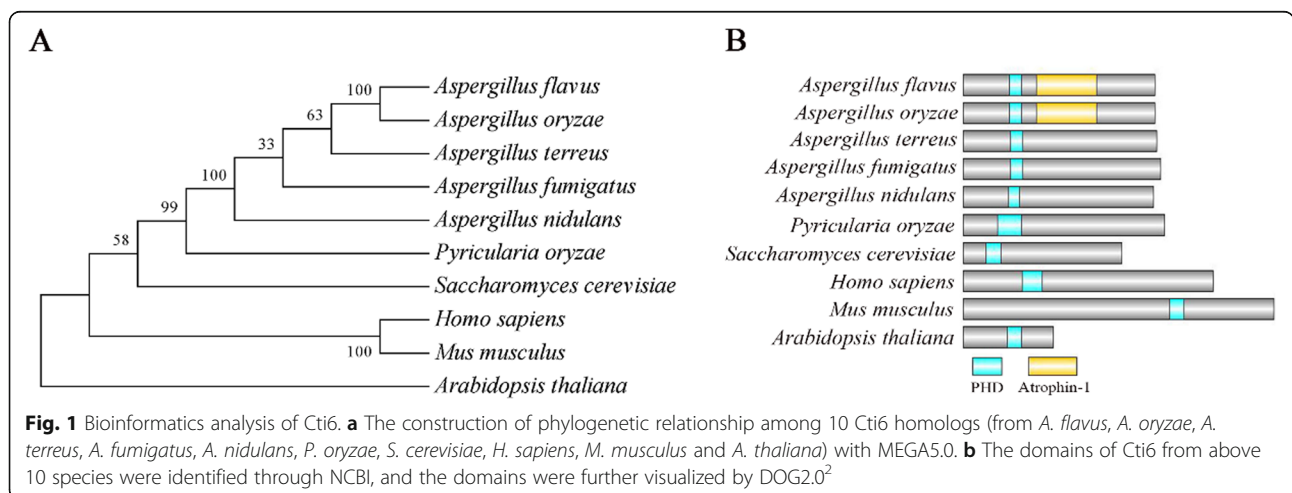 A
B
100
63
33
100
99
58
100
Aspergillus flavus
Aspergillus oryzae
Aspergillus terreus
Aspergillus fumigatus
Aspergillus nidulans
Pyricularia oryzae
Saccharomyces cerevisiae
Homo sapiens
Mus musculus
Arabidopsis thaliana
Aspergillus flavus
Aspergillus oryzae
Aspergillus terreus
Aspergillus fumigatus
Aspergillus nidulans
Pyricularia oryzae
Saccharomyces cerevisiae
Homo sapiens
Mus musculus
Arabidopsis thaliana
PHD Atrophin-1
Fig. 1 Bioinformatics analysis of Cti6. a The construction of phylogenetic relationship among 10 Cti6 homologs (from A. flavus, A. oryzae, A.
terreus, A. fumigatus, A. nidulans, P. oryzae, S. cerevisiae, H. sapiens, M. musculus and A. thaliana) with MEGA5.0. b The domains of Cti6 from above
10 species were identified through NCBI, and the domains were further visualized by DOG2.0²